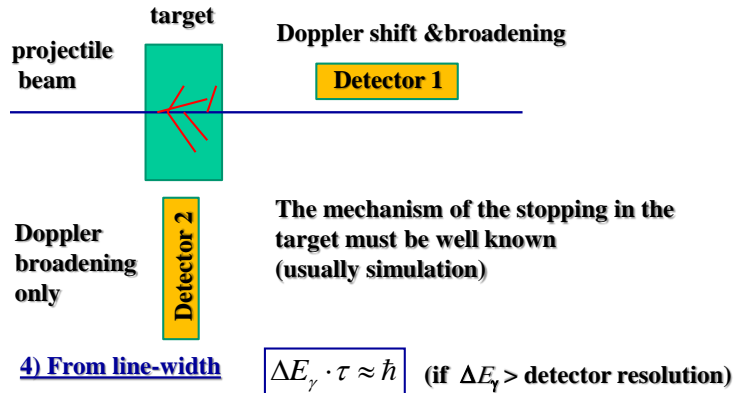 target
Doppler shift &broadening
projectile
beam
Detector 1
Detector 2
The mechanism of the stopping in the
target must be well known
(usually simulation)
Doppler
broadening
only
4) From line-width
ΔE_γ · τ ≈ ħ (if ΔE_γ > detector resolution)